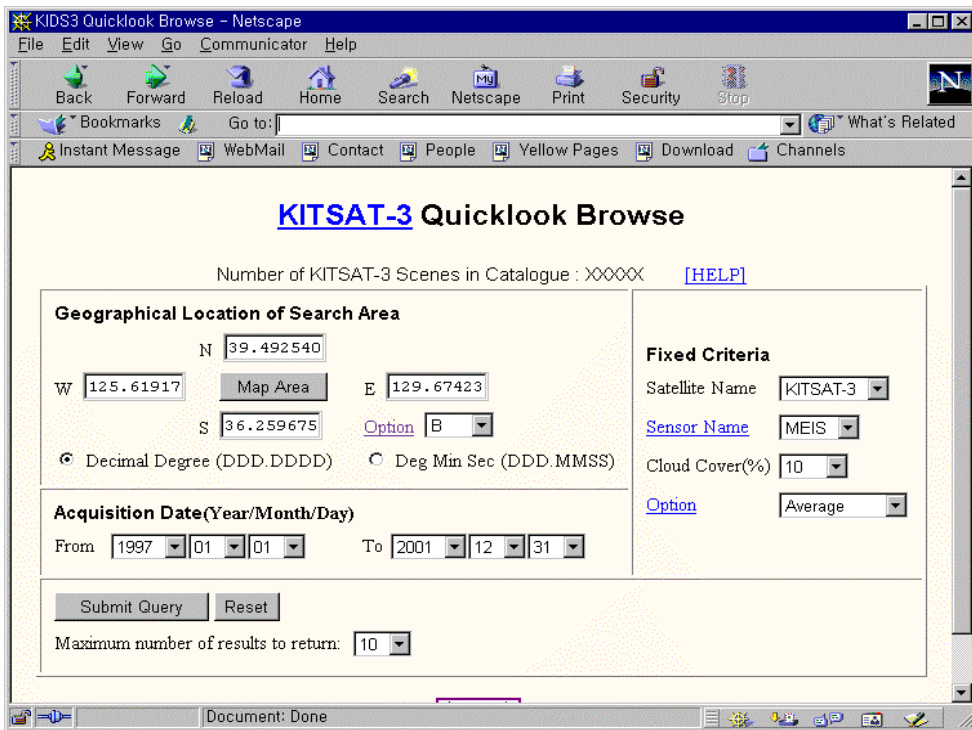 KIDS3 Quicklook Browse - Netscape
File Edit View Go Communicator Help
Back Forward Reload Home Search My Netscape Print Security Stop N
Bookmarks Go to: What's Related
Instant Message WebMail Contact People Yellow Pages Download Channels
KITSAT-3 Quicklook Browse
Number of KITSAT-3 Scenes in Catalogue : XXXXX [HELP]
Geographical Location of Search Area
N 39.492540
W 125.61917 Map Area E 129.67423
S 36.259675 Option B
Decimal Degree (DDD.DDDD) Deg Min Sec (DDD.MMSS)
Acquisition Date(Year/Month/Day)
From 1997 01 01 To 2001 12 31
Fixed Criteria
Satellite Name KITSAT-3
Sensor Name MEIS
Cloud Cover(%) 10
Option Average
Submit Query Reset
Maximum number of results to return: 10
Document: Done